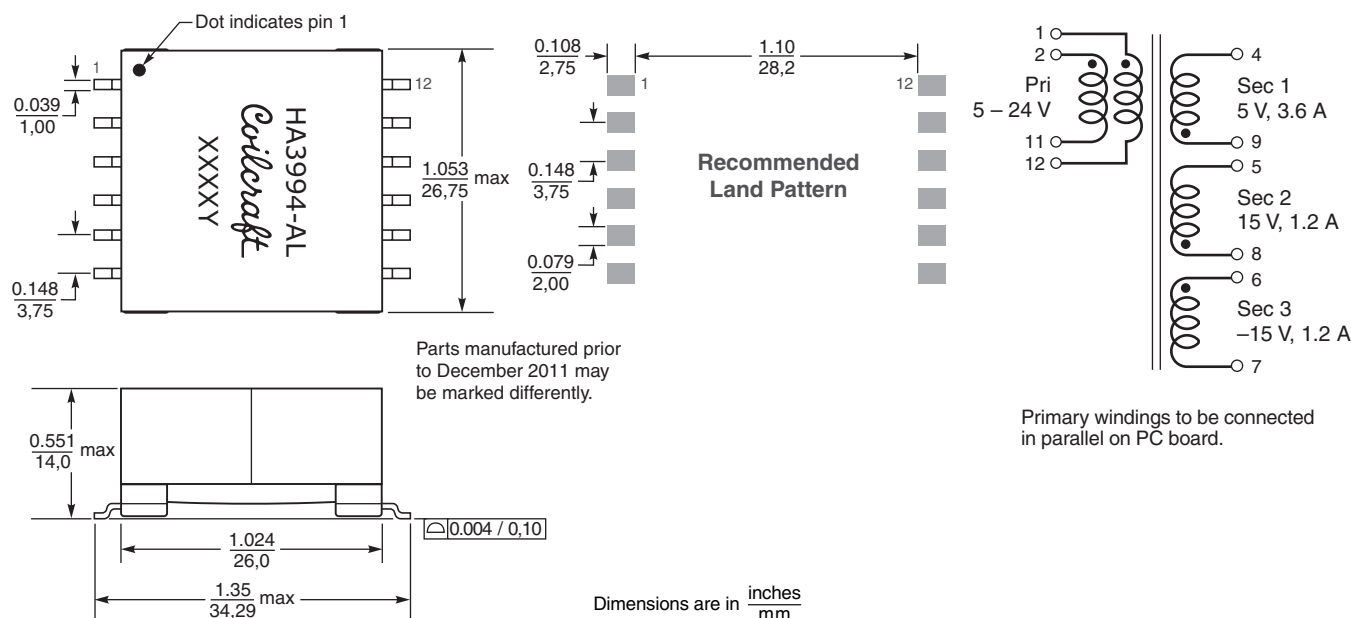 Dot indicates pin 1
1
12
0.039
1,00
0.148
3,75
HA3994-AL
Coilcraft
XXXXY
1.053
26,75
max
0.108
2,75
1.10
28,2
1
12
0.148
3,75
0.079
2,00
Recommended
Land Pattern
1
2
Pri
5 – 24 V
11
12
4
Sec 1
5 V, 3.6 A
9
5
Sec 2
15 V, 1.2 A
8
6
Sec 3
–15 V, 1.2 A
7
Parts manufactured prior
to December 2011 may
be marked differently.
Primary windings to be connected
in parallel on PC board.
0.551
14,0
max
0.004 / 0,10
1.024
26,0
1.35
34,29
max
Dimensions are in inches
mm